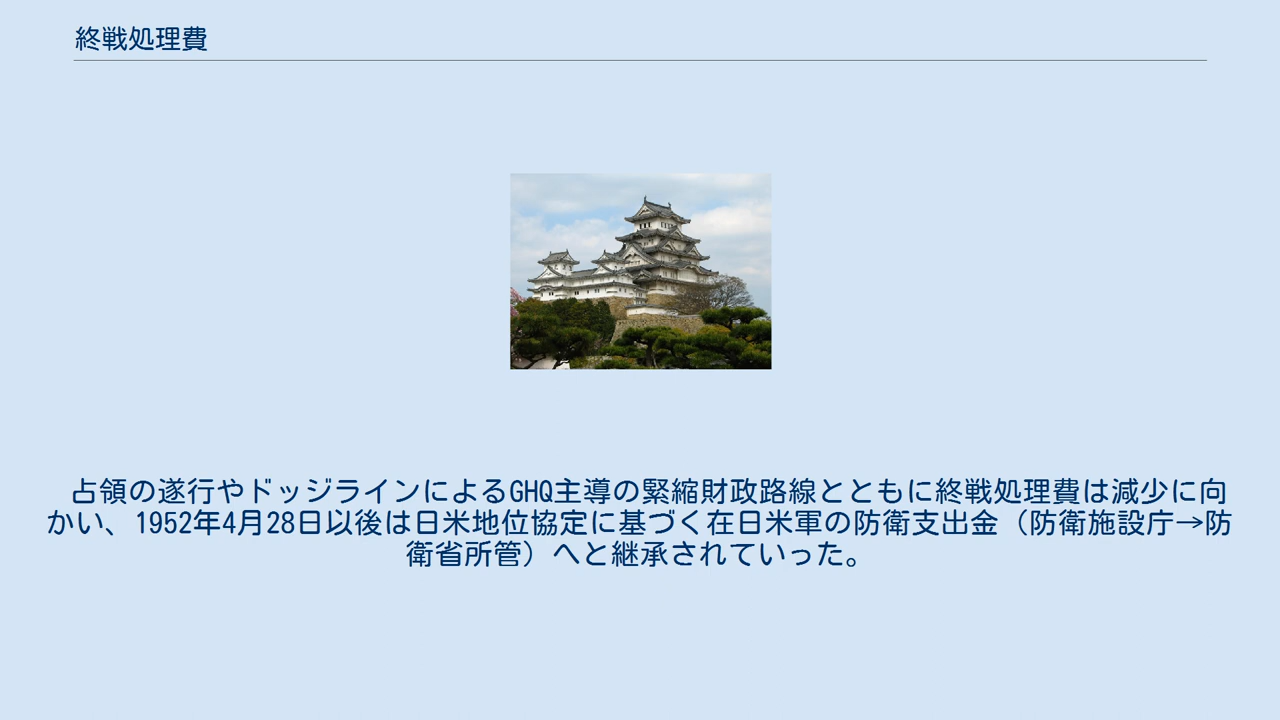 終戦処理費
占領の遂行やドッジラインによるGHQ主導の緊縮財政路線とともに終戦処理費は減少に向
かい、1952年4月28日以後は日米地位協定に基づく在日米軍の防衛支出金（防衛施設庁→防
衛省所管）へと継承されていった。